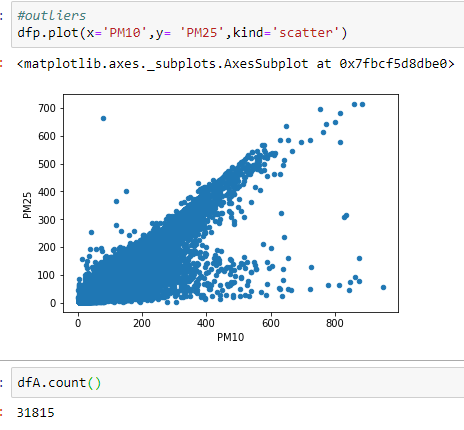 #outliers
dfp.plot(x='PM10',y= 'PM25',kind='scatter')
<matplotlib.axes._subplots.AxesSubplot at 0x7fbcf5d8dbe0>
700
600
500
400
300
200
100
0
PM25
0 200 400 600 800
PM10
dfA.count()
31815